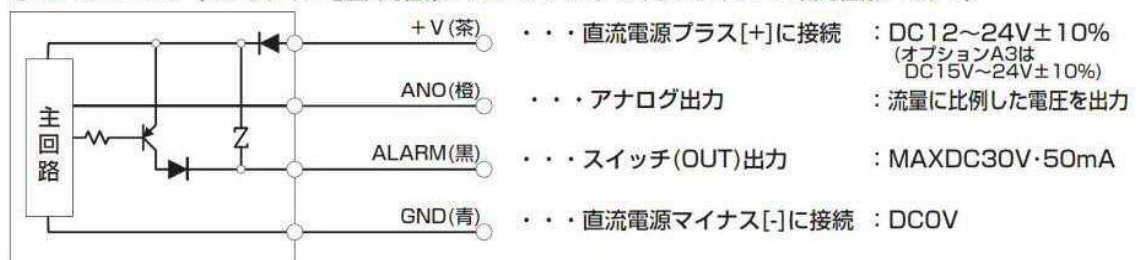 +V(茶) ・・・直流電源プラス[+]に接続 :DC12~24V±10%
(オプションA3は
DC15V~24V±10%)
ANO(橙) ・・・アナログ出力 :流量に比例した電圧を出力
主回路
ALARM(黒) ・・・スイッチ(OUT)出力 :MAXDC30V·50mA
GND(青) ・・・直流電源マイナス[-]に接続 :DC0V